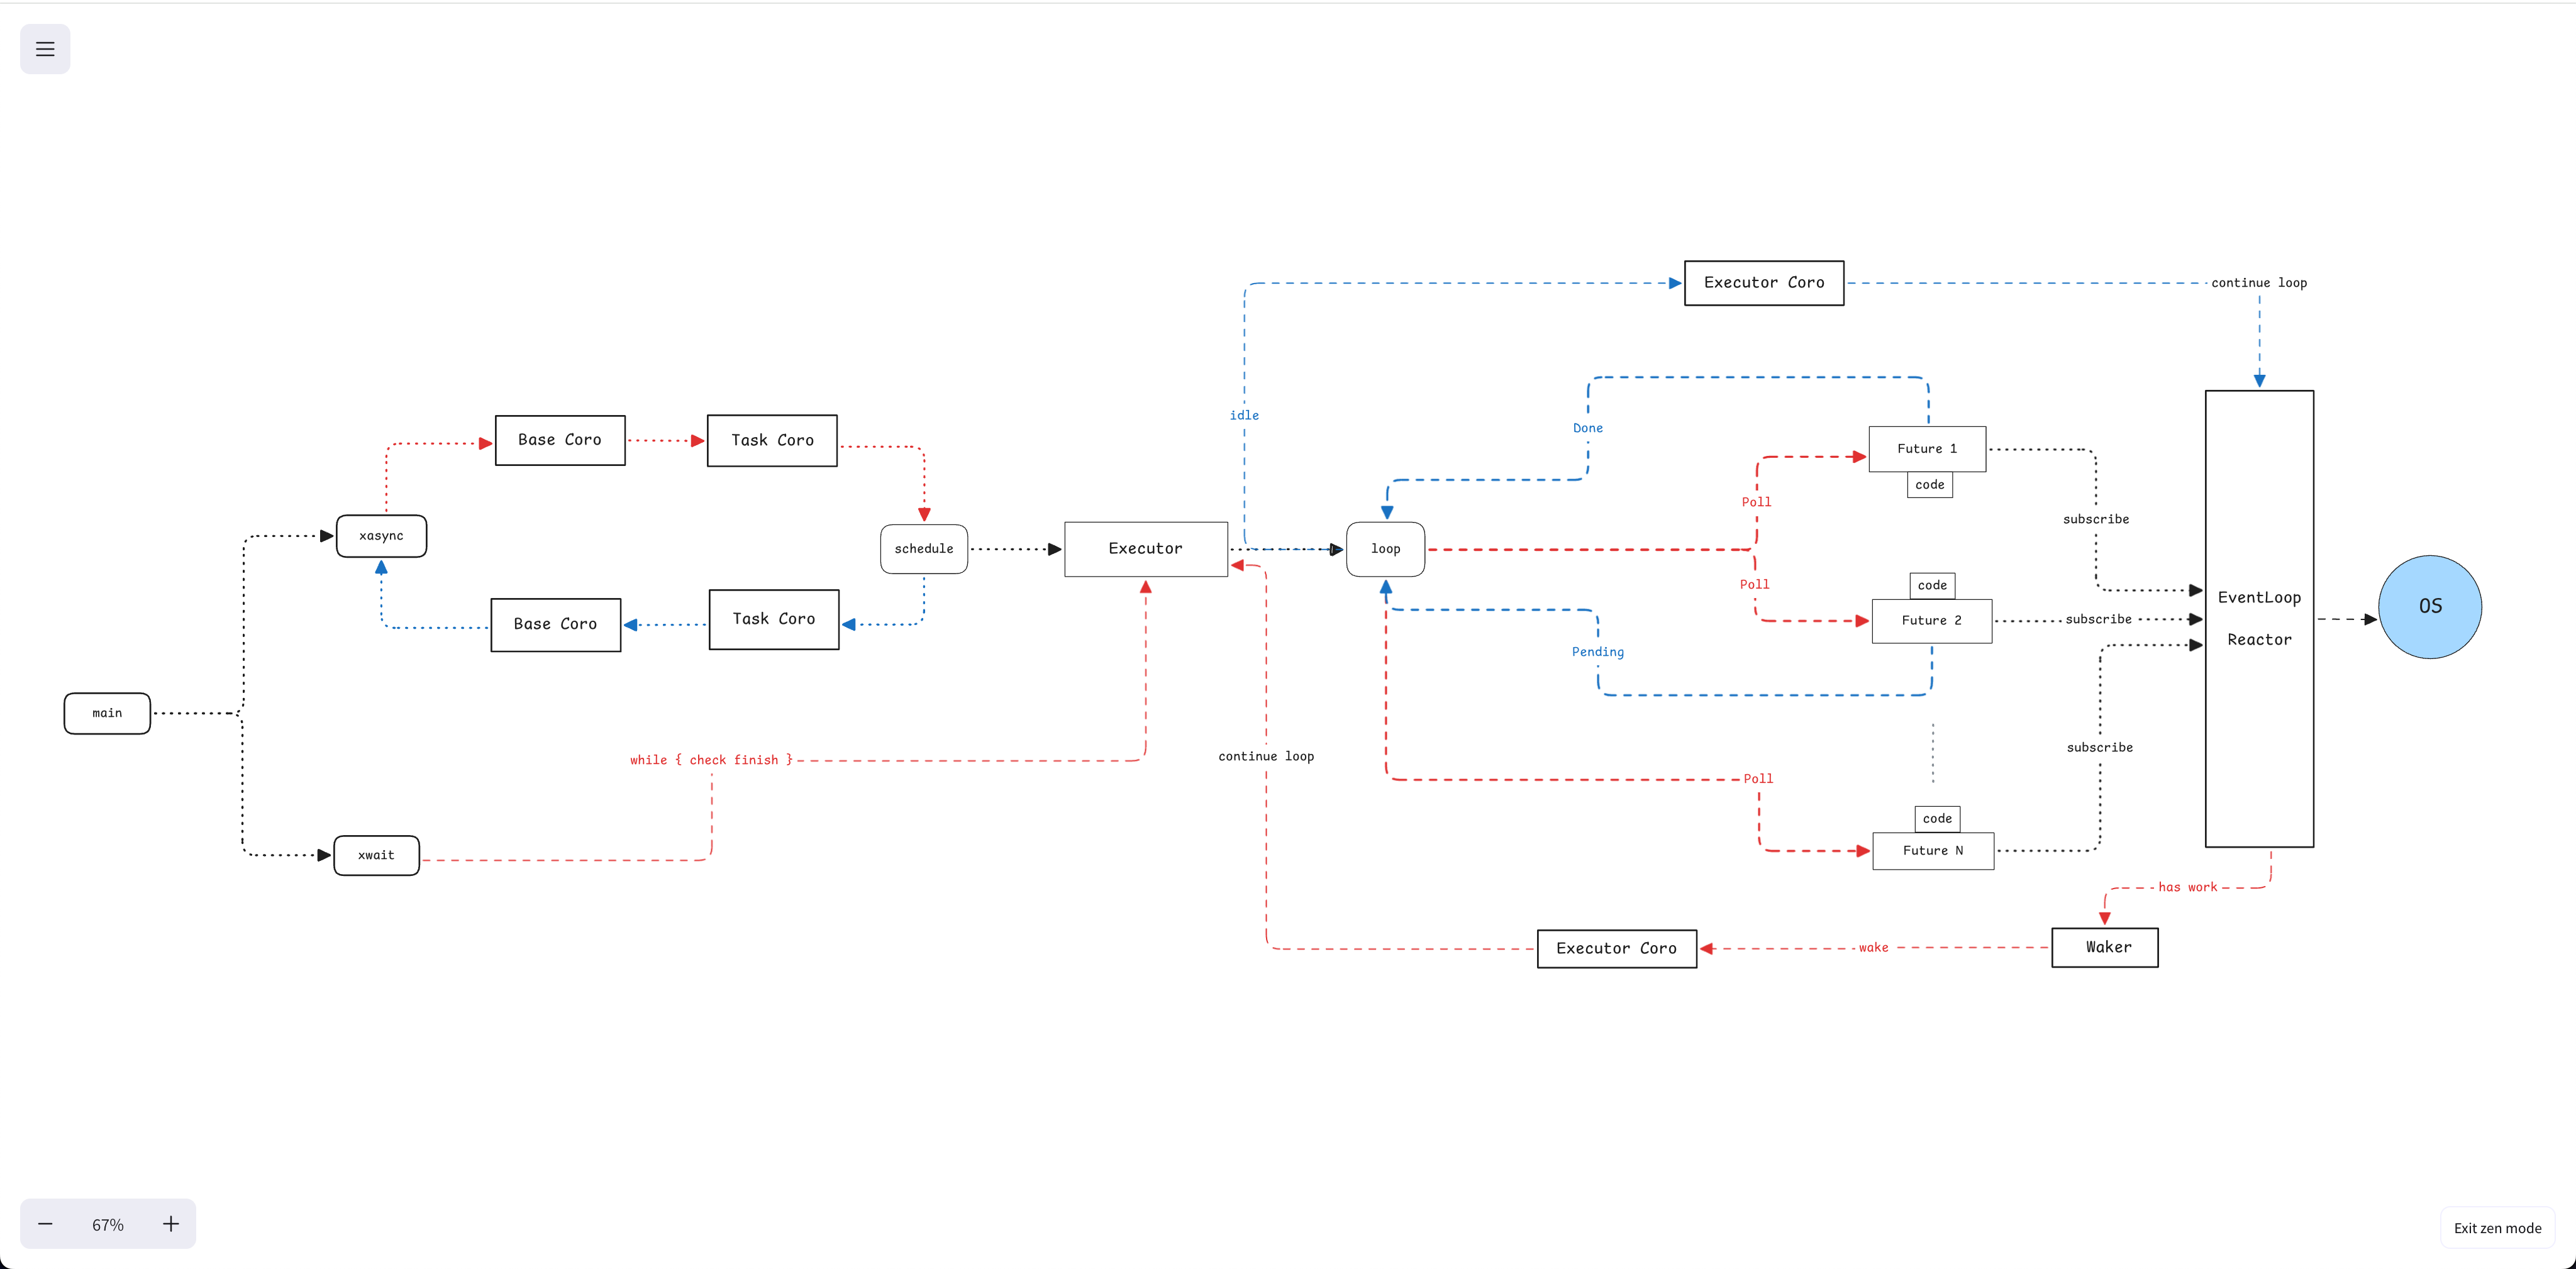 Executor Coro
continue loop
idle
Done
Base Coro
Task Coro
Future 1
code
Poll
subscribe
xasync
schedule
Executor
loop
Poll
code
Future 2
subscribe
EventLoop
Reactor
OS
Base Coro
Task Coro
Pending
main
while { check finish }
continue loop
Poll
subscribe
code
Future N
xwait
has work
Executor Coro
wake
Waker
67%
Exit zen mode